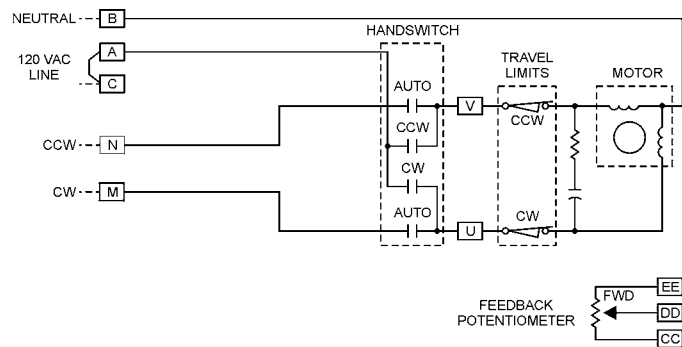 NEUTRAL
B
HANDSWITCH
A
120 VAC
LINE
C
TRAVEL
LIMITS
MOTOR
AUTO
V
CCW
CCW
CCW
N
CW
CW
M
AUTO
U
CW
FEEDBACK
POTENTIOMETER
FWD
EE
DD
CC